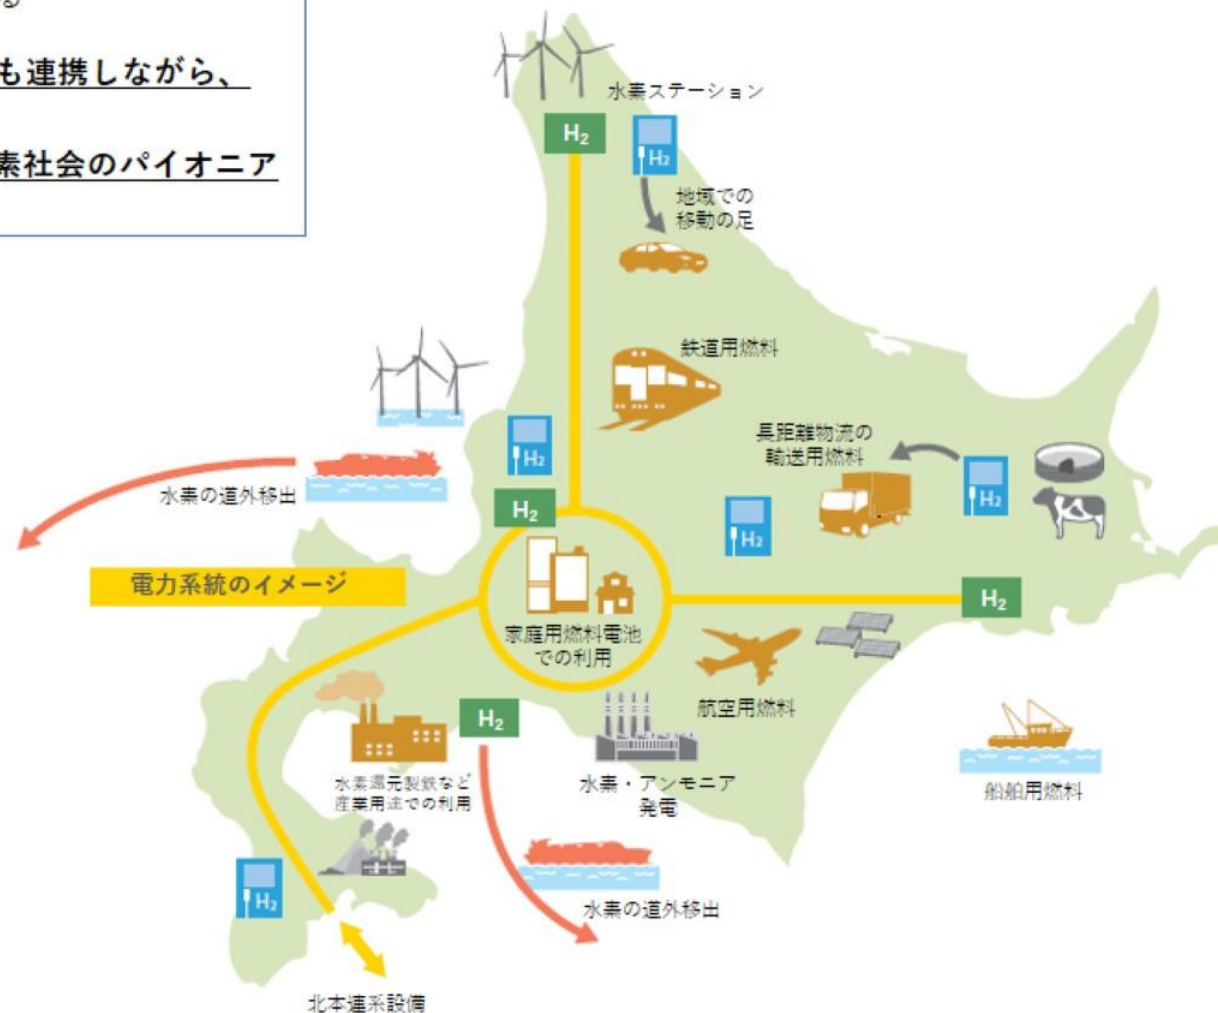 る
も連携しながら、
素社会のパイオニア
水素ステーション
H2
H2
地域での
移動の足
鉄道用燃料
長距離物流の
輸送用燃料
H2
H2
水素の道外移出
H2
H2
電力系統のイメージ
H2
家庭用燃料電池
での利用
航空用燃料
H2
水素還元製鉄など
産業用途での利用
水素・アンモニア
発電
船舶用燃料
H2
水素の道外移出
北本連系設備